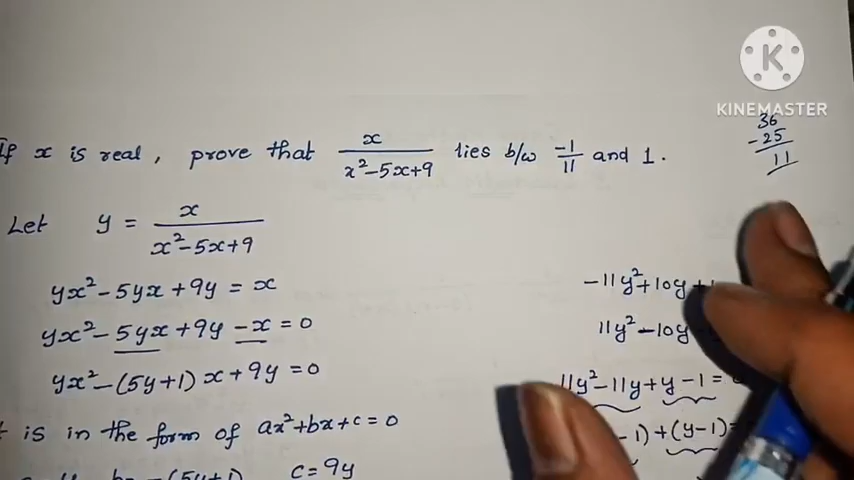 KINEMASTER
If x is real, prove that x/(x²-5x+9) lies b/w -1/11 and 1.
36
-25
11
Let y = x/(x²-5x+9)
yx²-5yx+9y = x
yx²-5yx+9y-x = 0
yx²-(5y+1)x+9y = 0
is in the form of ax²+bx+c=0
-(5y+1) c=9y
-11y²+10y+
11y²-10y
11y²-11y+y-1=
-1)+(y-1)=